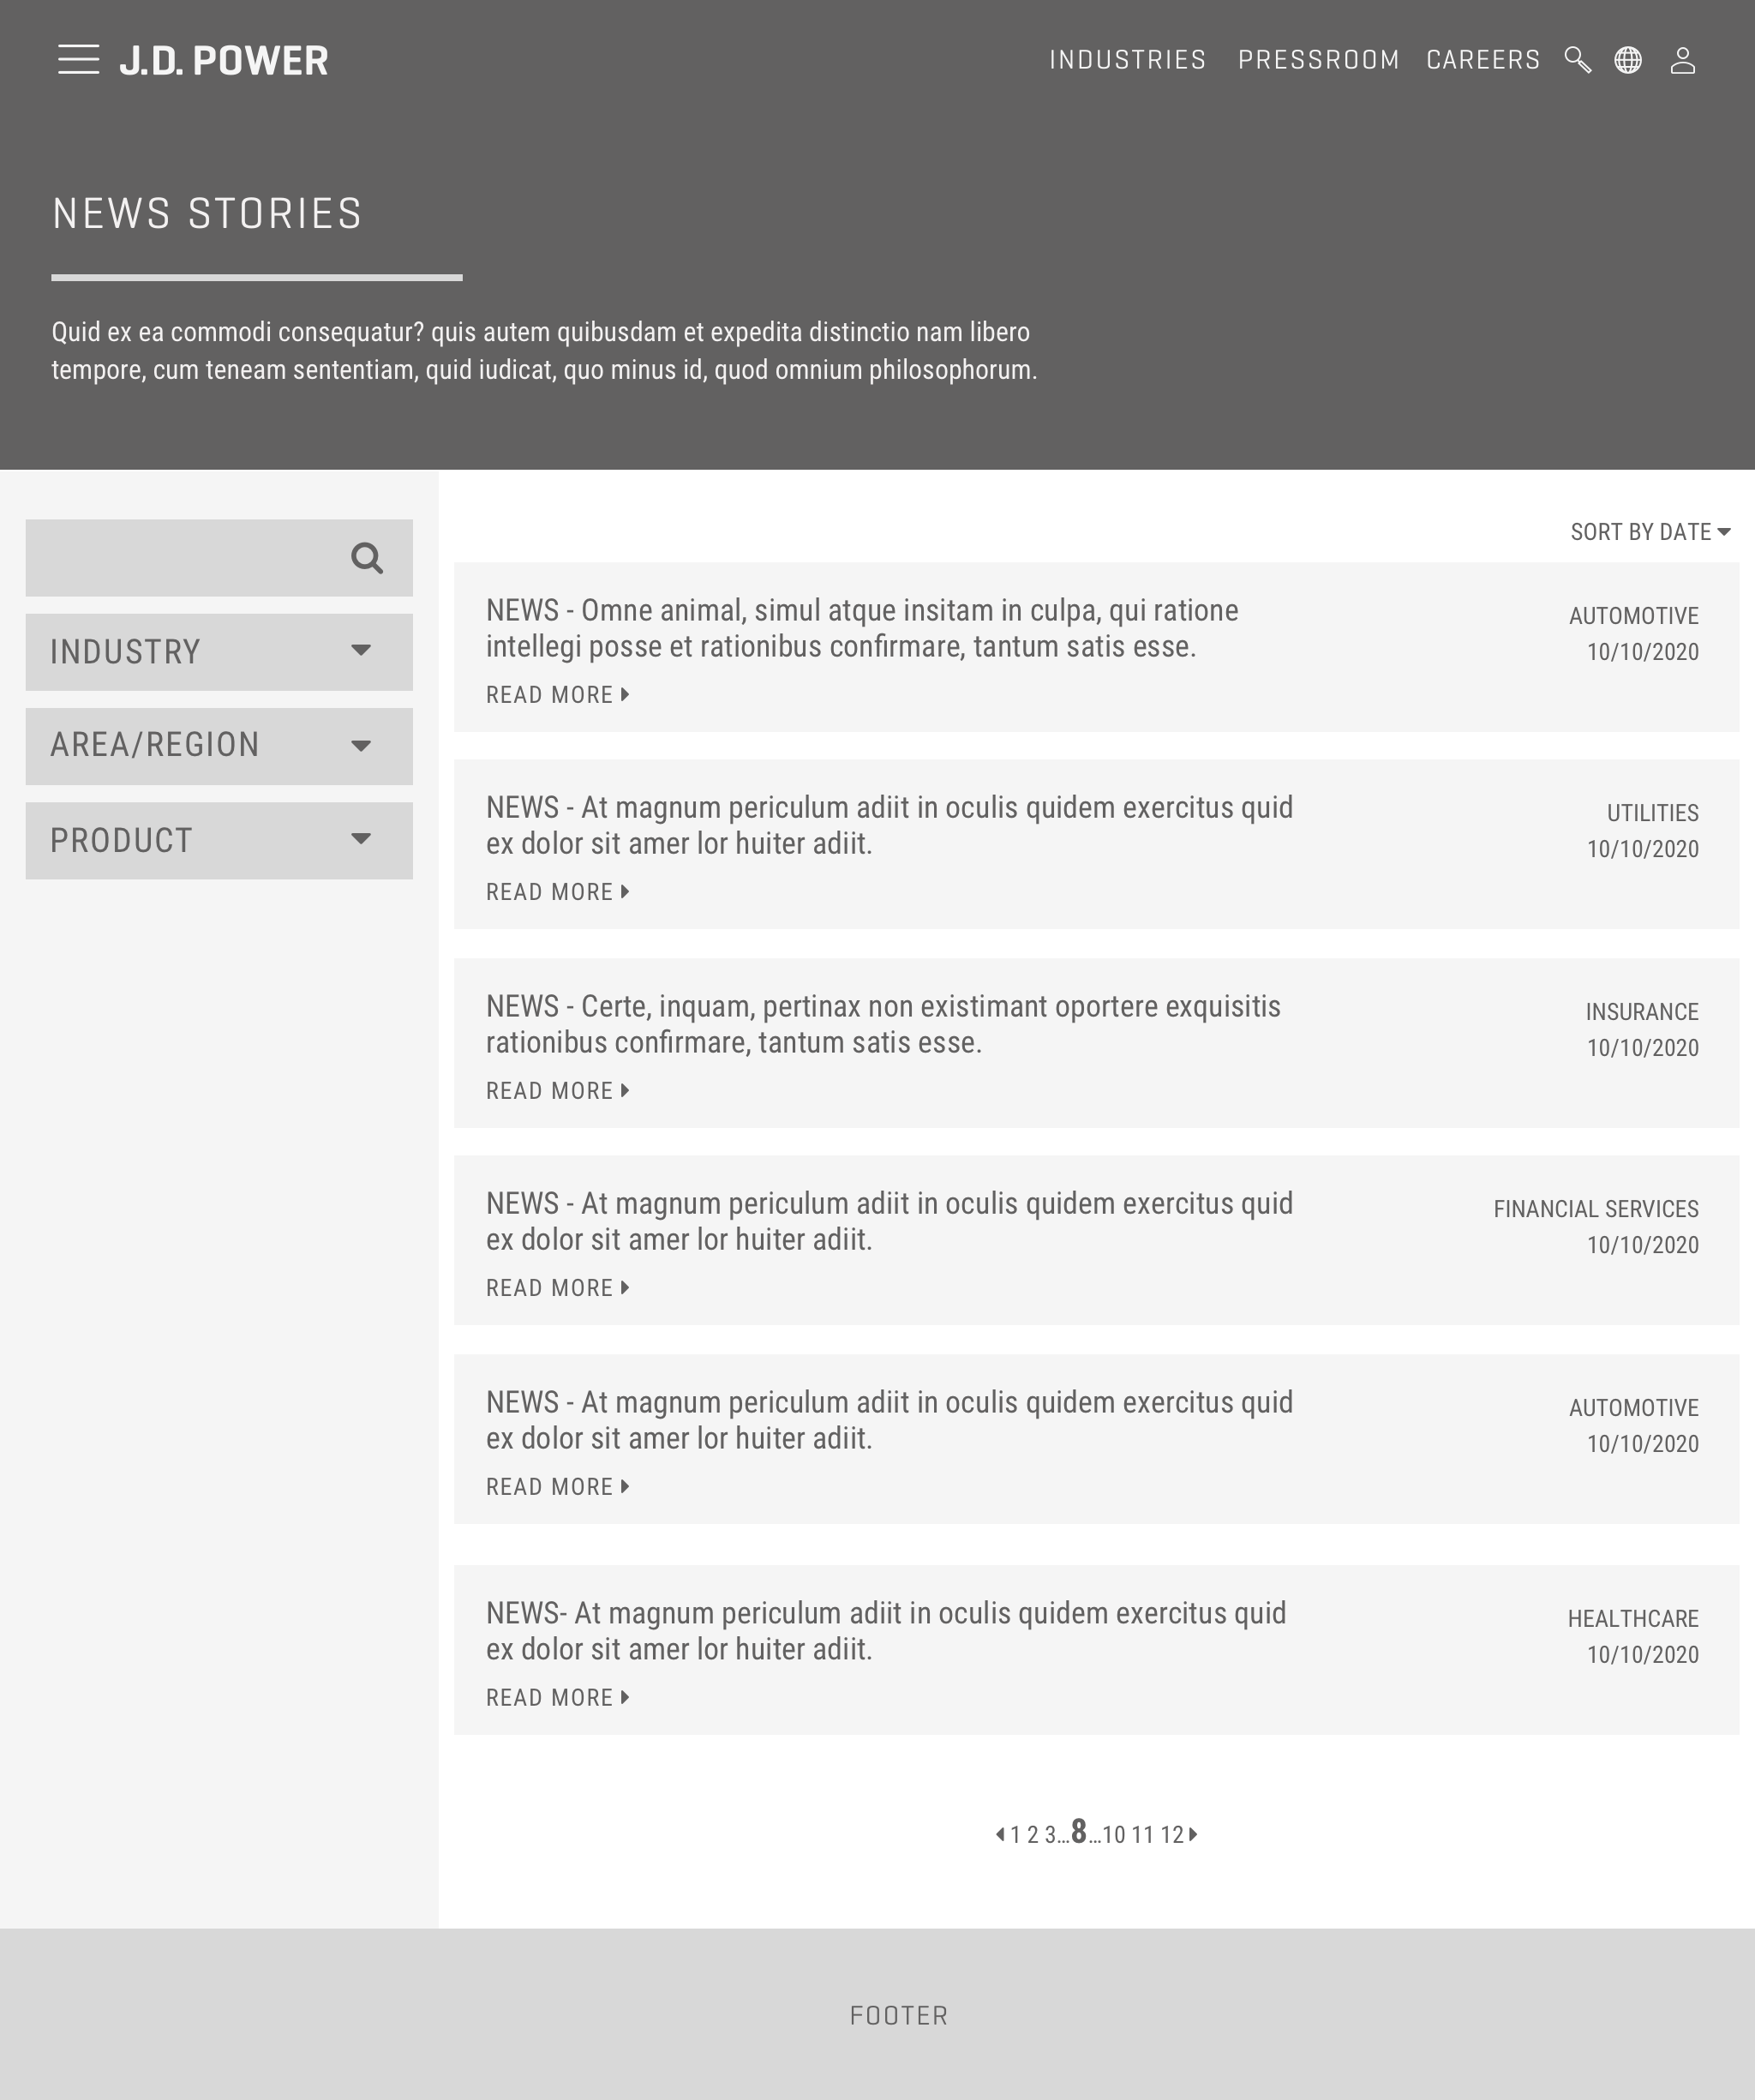 J.D. POWER
INDUSTRIES PRESSROOM CAREERS
NEWS STORIES
Quid ex ea commodi consequatur? quis autem quibusdam et expedita distinctio nam libero
tempore, cum teneam sententiam, quid iudicat, quo minus id, quod omnium philosophorum.
INDUSTRY
AREA/REGION
PRODUCT
SORT BY DATE
NEWS - Omne animal, simul atque insitam in culpa, qui ratione
intellegi posse et rationibus confirmare, tantum satis esse.
READ MORE
AUTOMOTIVE
10/10/2020
NEWS - At magnum periculum adiit in oculis quidem exercitus quid
ex dolor sit amer lor huiter adiit.
READ MORE
UTILITIES
10/10/2020
NEWS - Certe, inquam, pertinax non existimant oportere exquisitis
rationibus confirmare, tantum satis esse.
READ MORE
INSURANCE
10/10/2020
NEWS - At magnum periculum adiit in oculis quidem exercitus quid
ex dolor sit amer lor huiter adiit.
READ MORE
FINANCIAL SERVICES
10/10/2020
NEWS - At magnum periculum adiit in oculis quidem exercitus quid
ex dolor sit amer lor huiter adiit.
READ MORE
AUTOMOTIVE
10/10/2020
NEWS- At magnum periculum adiit in oculis quidem exercitus quid
ex dolor sit amer lor huiter adiit.
READ MORE
HEALTHCARE
10/10/2020
1 2 3...8...10 11 12
FOOTER